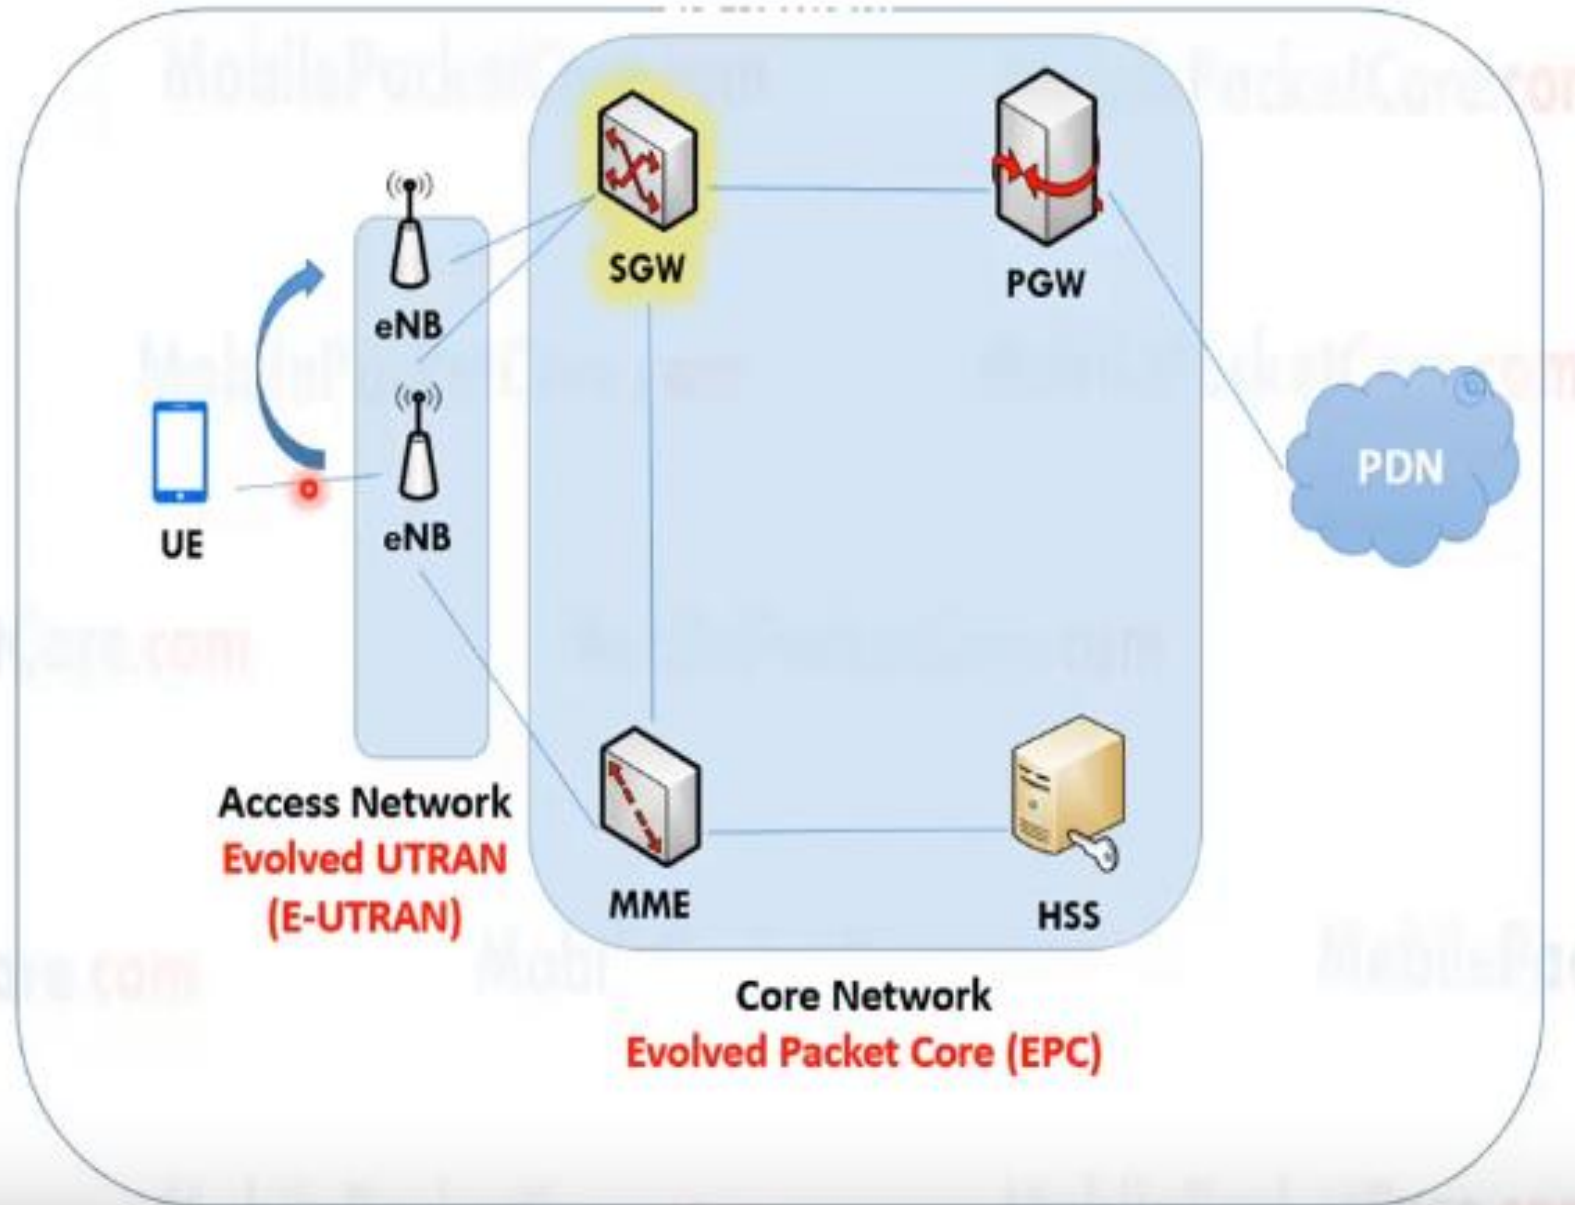 SGW
PGW
eNB
PDN
UE
eNB
Access Network
Evolved UTRAN
(E-UTRAN)
MME
HSS
Core Network
Evolved Packet Core (EPC)